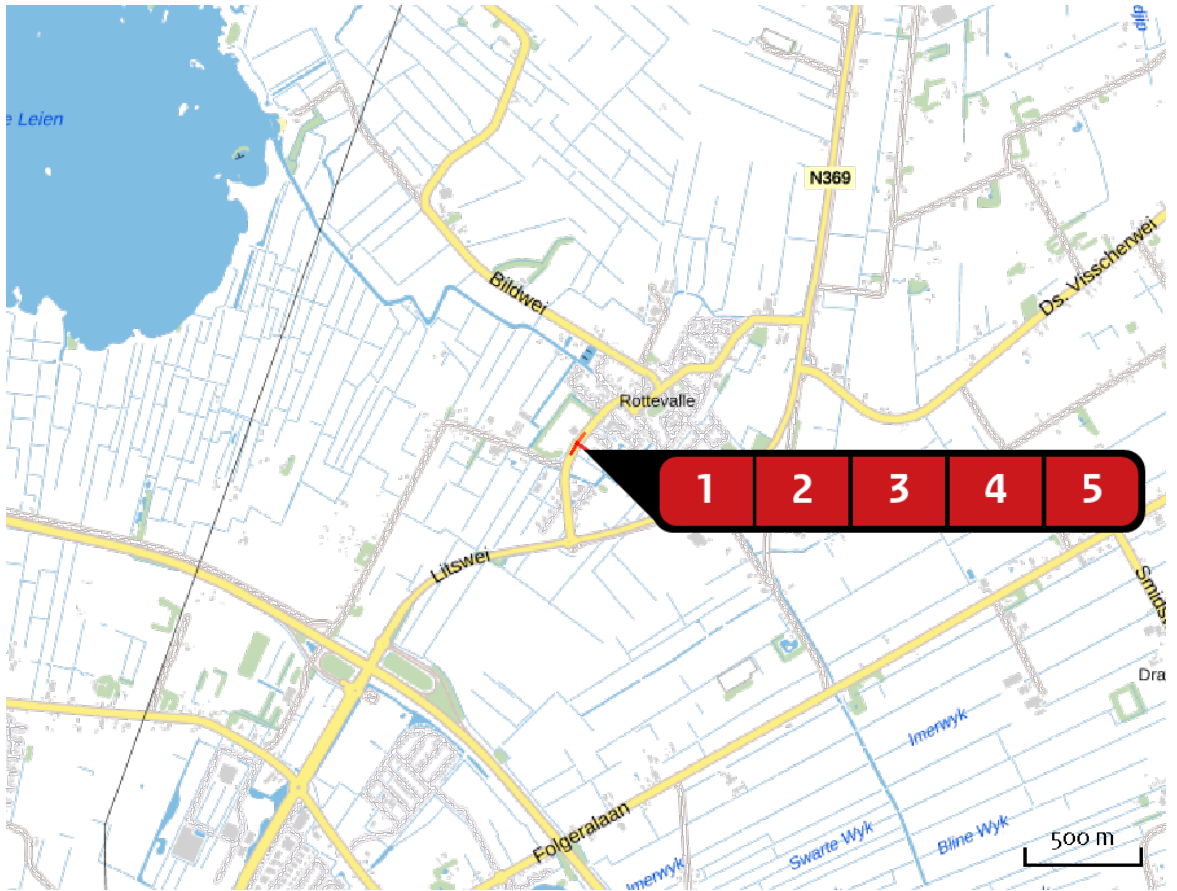 e Leien
N369
Bildwei
Ds. Visscherwei
Rottevalle
1 2 3 4 5
Litswei
Smids
Dra
Imerwyk
Folgeralaan
Swarte Wyk
Bline Wyk
Imerwyk
500 m